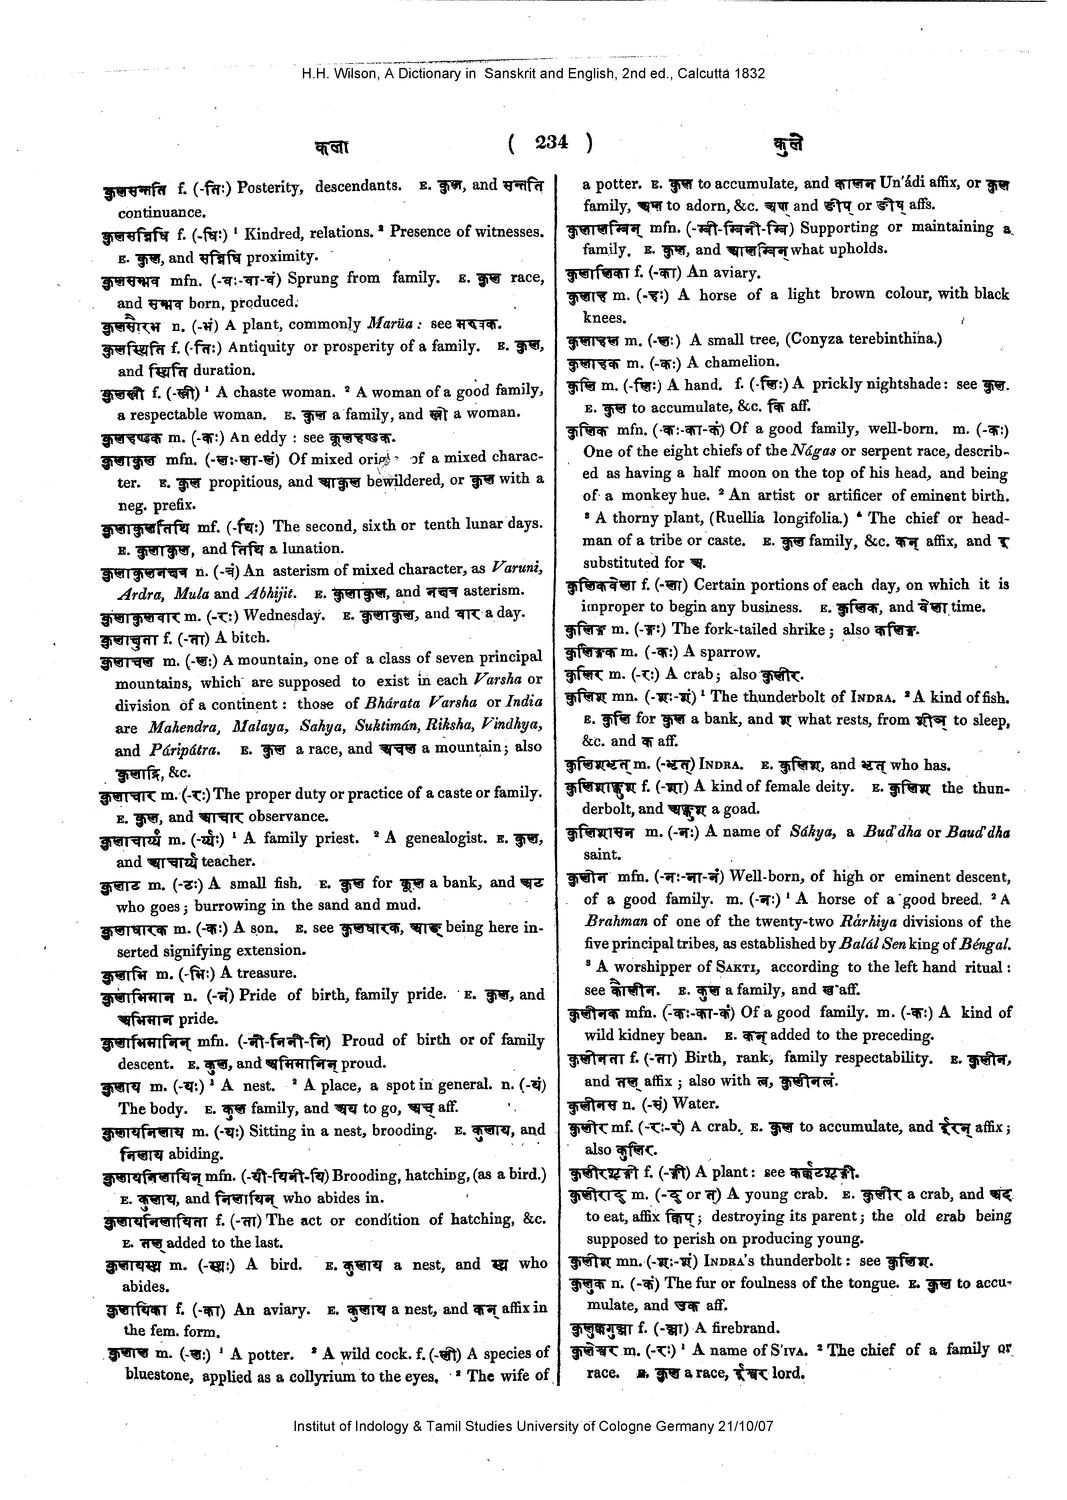 H.H. Wilson, A Dictionary in Sanskrit and English, 2nd ed., Calcutta 1832
कला ( 234 ) कुले
कुलसन्तति f. (-तिः) Posterity, descendants. E. कुल, and सन्तति
continuance.
कुलसन्निधि f. (-धिः) ¹ Kindred, relations. ² Presence of witnesses.
E. कुल, and सन्निधि proximity.
कुलसम्भव mfn. (-वः-वा-वं) Sprung from family. E. कुल race,
and सम्भव born, produced.
कुलसौरभ n. (-भं) A plant, commonly Marüa : see मरुवक.
कुलस्थिति f. (-तिः) Antiquity or prosperity of a family. E. कुल,
and स्थिति duration.
कुलस्त्री f. (-स्त्री) ¹ A chaste woman. ² A woman of a good family,
a respectable woman. E. कुल a family, and स्त्री a woman.
कुलहण्डक m. (-कः) An eddy : see कूलहण्डक.
कुलाकुल mfn. (-लः-ला-लं) Of mixed of a mixed charac-
ter. E. कुल propitious, and आकुल bewildered, or कुल with a
neg. prefix.
कुलाकुलतिथि mf. (-थिः) The second, sixth or tenth lunar days.
E. कुलाकुल, and तिथि a lunation.
कुलाकुलनक्षत्र n. (-त्रं) An asterism of mixed character, as Varuni,
Ardra, Mula and Abhijit. E. कुलाकुल, and नक्षत्र asterism.
कुलाकुलवार m. (-रः) Wednesday. E. कुलाकुल, and वार a day.
कुलाचुता f. (-ता) A bitch.
कुलाचल m. (-लः) A mountain, one of a class of seven principal
mountains, which are supposed to exist in each Varsha or
division of a continent : those of Bhárata Varsha or India
are Mahendra, Malaya, Sahya, Suktimán, Riksha, Vindhya,
and Páripátra. E. कुल a race, and अचल a mountain; also
कुलाद्रि, &c.
कुलाचार m. (-रः) The proper duty or practice of a caste or family.
E. कुल, and आचार observance.
कुलाचार्य्य m. (-र्य्यः) ¹ A family priest. ² A genealogist. E. कुल,
and आचार्य्य teacher.
कुलाट m. (-टः) A small fish. E. कुल for कूल a bank, and अट
who goes; burrowing in the sand and mud.
कुलाधारक m. (-कः) A son. E. see कुलधारक, आङ् being here in-
serted signifying extension.
कुलाभि m. (-भिः) A treasure.
कुलाभिमान n. (-नं) Pride of birth, family pride. E. कुल, and
अभिमान pride.
कुलाभिमानिन् mfn. (-नी-निनी-नि) Proud of birth or of family
descent. E. कुल, and अभिमानिन् proud.
कुलाय m. (-यः) ¹ A nest. ² A place, a spot in general. n. (-यं)
The body. E. कुल family, and अय to go, अच् aff.
कुलायनिलाय m. (-यः) Sitting in a nest, brooding. E. कुलाय, and
निलाय abiding.
कुलायनिलायिन् mfn. (-यी-यिनी-यि) Brooding, hatching, (as a bird.)
E. कुलाय, and निलायिन् who abides in.
कुलायनिलायिता f. (-ता) The act or condition of hatching, &c.
E. तल् added to the last.
कुलायस्थ m. (-स्थः) A bird. E. कुलाय a nest, and स्थ who
abides.
कुलायिका f. (-का) An aviary. E. कुलाय a nest, and कन् affix in
the fem. form.
कुलाल m. (-लः) ¹ A potter. ² A wild cock. f. (-ली) A species of
bluestone, applied as a collyrium to the eyes. ² The wife of
a potter. E. कुल to accumulate, and कालन Un'ádi affix, or कुल
family, अल to adorn, &c. अण and ङीप् or ङीष् affs.
कुलालम्बिन् mfn. (-म्बी-म्बिनी-म्बि) Supporting or maintaining a
family. E. कुल, and आलम्बिन् what upholds.
कुलालिका f. (-का) An aviary.
कुलाह m. (-हः) A horse of a light brown colour, with black
knees.
कुलाहल m. (-लः) A small tree, (Conyza terebinthina.)
कुलाहक m. (-कः) A chamelion.
कुलि m. (-लिः) A hand. f. (-लिः) A prickly nightshade : see कुल.
E. कुल to accumulate, &c. कि aff.
कुलिक mfn. (-कः-का-कं) Of a good family, well-born. m. (-कः)
One of the eight chiefs of the Nágas or serpent race, describ-
ed as having a half moon on the top of his head, and being
of a monkey hue. ² An artist or artificer of eminent birth.
³ A thorny plant, (Ruellia longifolia.) ⁴ The chief or head-
man of a tribe or caste. E. कुल family, &c. कन् affix, and इ
substituted for अ.
कुलिकवेला f. (-ला) Certain portions of each day, on which it is
improper to begin any business. E. कुलिक, and वेला time.
कुलिङ्ग m. (-ङ्गः) The fork-tailed shrike; also कलिङ्ग.
कुलिङ्गक m. (-कः) A sparrow.
कुलिर m. (-रः) A crab; also कुलीर.
कुलिश mn. (-शः-शं) ¹ The thunderbolt of INDRA. ² A kind of fish.
E. कुलि for कुल a bank, and श what rests, from शीञ् to sleep,
&c. and क aff.
कुलिशभृत् m. (-भृत्) INDRA. E. कुलिश, and भृत् who has.
कुलिशाङ्कुश f. (-शा) A kind of female deity. E. कुलिश the thun-
derbolt, and अङ्कुश a goad.
कुलिशासन m. (-नः) A name of Sákya, a Bud'dha or Baud'dha
saint.
कुलीन mfn. (-नः-ना-नं) Well-born, of high or eminent descent,
of a good family. m. (-नः) ¹ A horse of a good breed. ² A
Brahman of one of the twenty-two Rárhiya divisions of the
five principal tribes, as established by Balál Sen king of Béngal.
³ A worshipper of SAKTI, according to the left hand ritual :
see कौलीन. E. कुल a family, and ख aff.
कुलीनक mfn. (-कः-का-कं) Of a good family. m. (-कः) A kind of
wild kidney bean. E. कन् added to the preceding.
कुलीनता f. (-ता) Birth, rank, family respectability. E. कुलीन,
and तल् affix; also with त्व, कुलीनत्वं.
कुलीनस n. (-सं) Water.
कुलीर mf. (-रः-रं) A crab. E. कुल to accumulate, and ईरन् affix;
also कुलिर.
कुलीरशृङ्गी f. (-ङ्गी) A plant : see कर्कटशृङ्गी.
कुलीराद् m. (-द् or त्) A young crab. E. कुलीर a crab, and अद
to eat, affix क्विप्; destroying its parent; the old crab being
supposed to perish on producing young.
कुलीश mn. (-शः-शं) INDRA's thunderbolt : see कुलिश.
कुलुक n. (-कं) The fur or foulness of the tongue. E. कुल to accu-
mulate, and उक aff.
कुलुक्कगुञ्जा f. (-ञ्जा) A firebrand.
कुलेश्वर m. (-रः) ¹ A name of S'IVA. ² The chief of a family or
race. E. कुल a race, ईश्वर lord.
Institut of Indology & Tamil Studies University of Cologne Germany 21/10/07